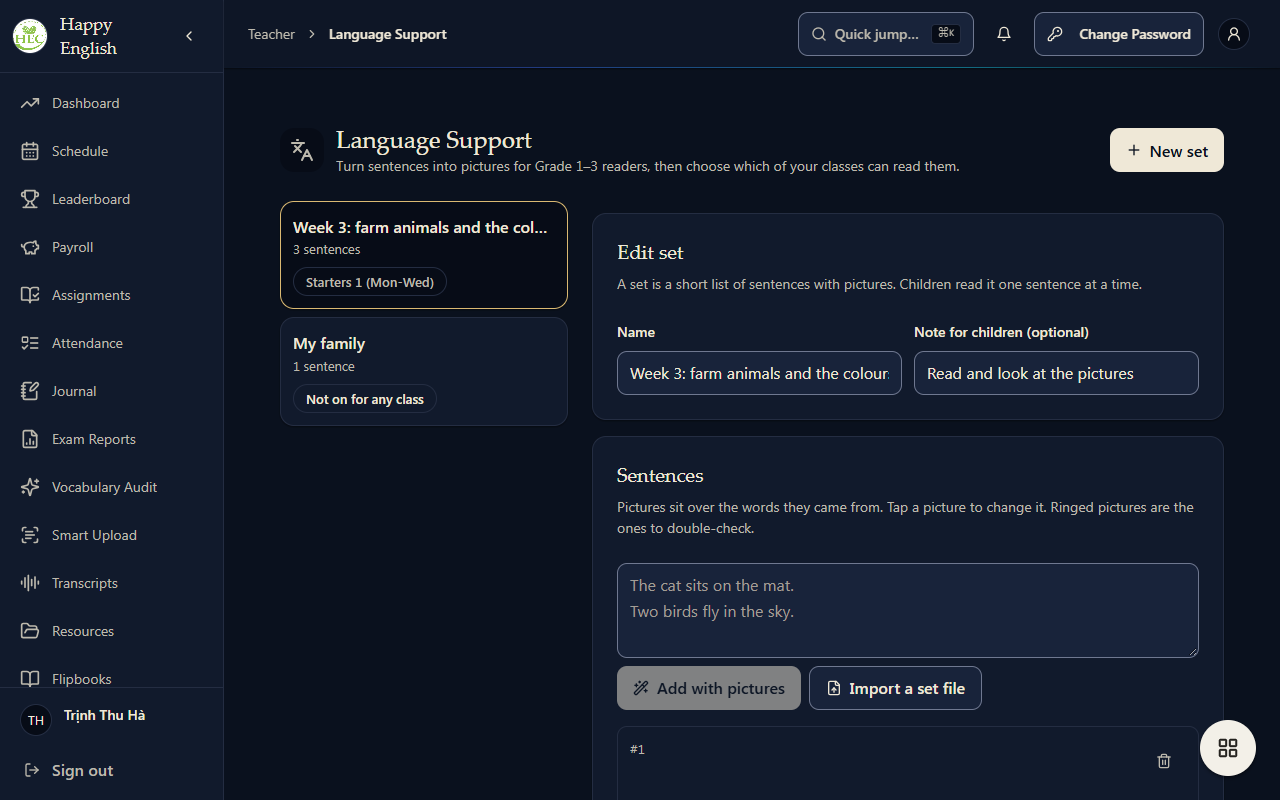 HEC
Happy
English
Dashboard
Schedule
Leaderboard
Payroll
Assignments
Attendance
Journal
Exam Reports
Vocabulary Audit
Smart Upload
Transcripts
Resources
Flipbooks
TH
Trịnh Thu Hà
Sign out
Teacher
Language Support
Quick jump...
⌘K
Change Password
Language Support
Turn sentences into pictures for Grade 1–3 readers, then choose which of your classes can read them.
New set
Week 3: farm animals and the col...
3 sentences
Starters 1 (Mon-Wed)
My family
1 sentence
Not on for any class
Edit set
A set is a short list of sentences with pictures. Children read it one sentence at a time.
Name
Note for children (optional)
Week 3: farm animals and the colour
Read and look at the pictures
Sentences
Pictures sit over the words they came from. Tap a picture to change it. Ringed pictures are the
ones to double-check.
The cat sits on the mat.
Two birds fly in the sky.
Add with pictures
Import a set file
#1